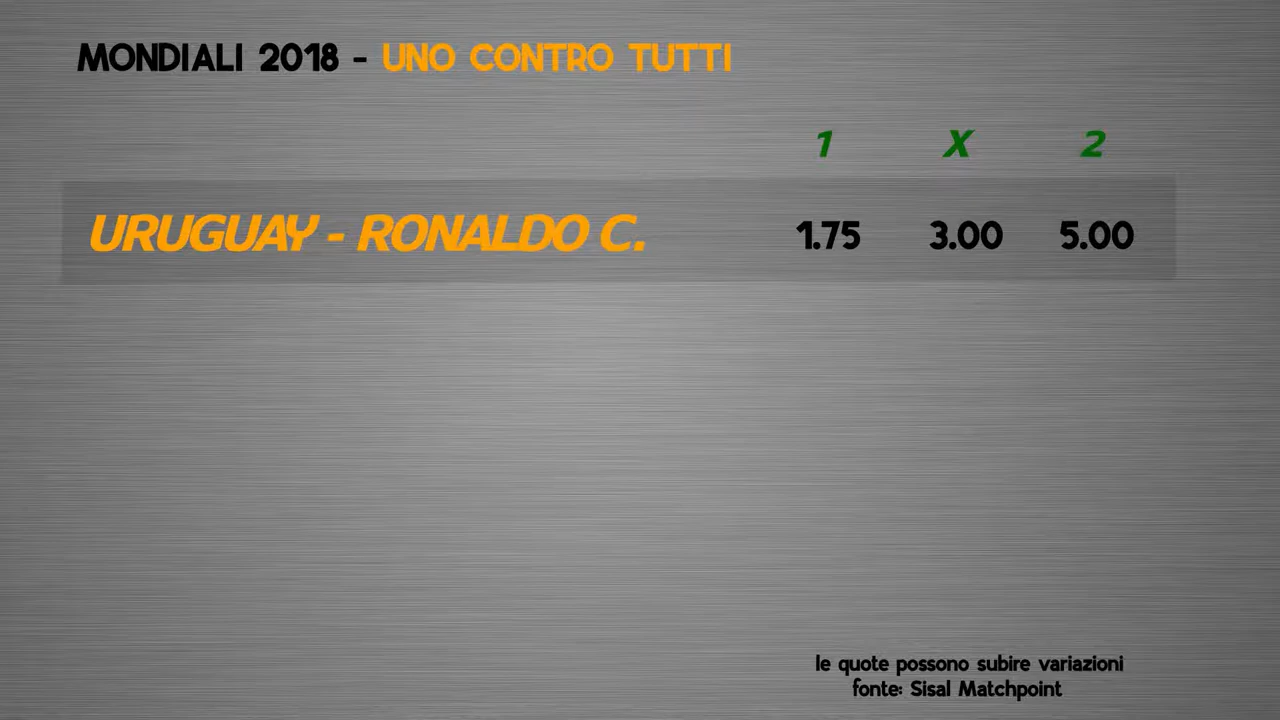 MONDIALI 2018 - UNO CONTRO TUTTI
1 X 2
URUGUAY - RONALDO C. 1.75 3.00 5.00
le quote possono subire variazioni
fonte: Sisal Matchpoint